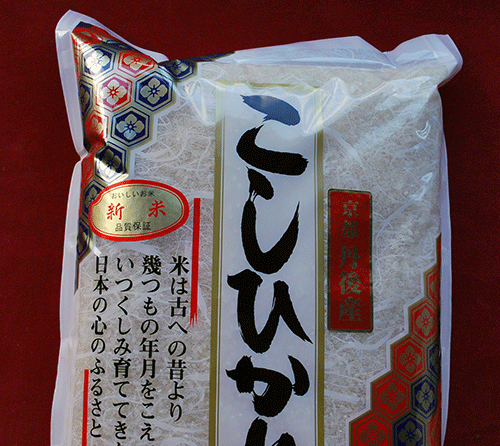 こしひかり
京都 丹後産
おいしいお米
新米
品質保証
米は古への昔より
幾つもの年月をこえ
いつくしみ育ててき
日本の心のふるさと